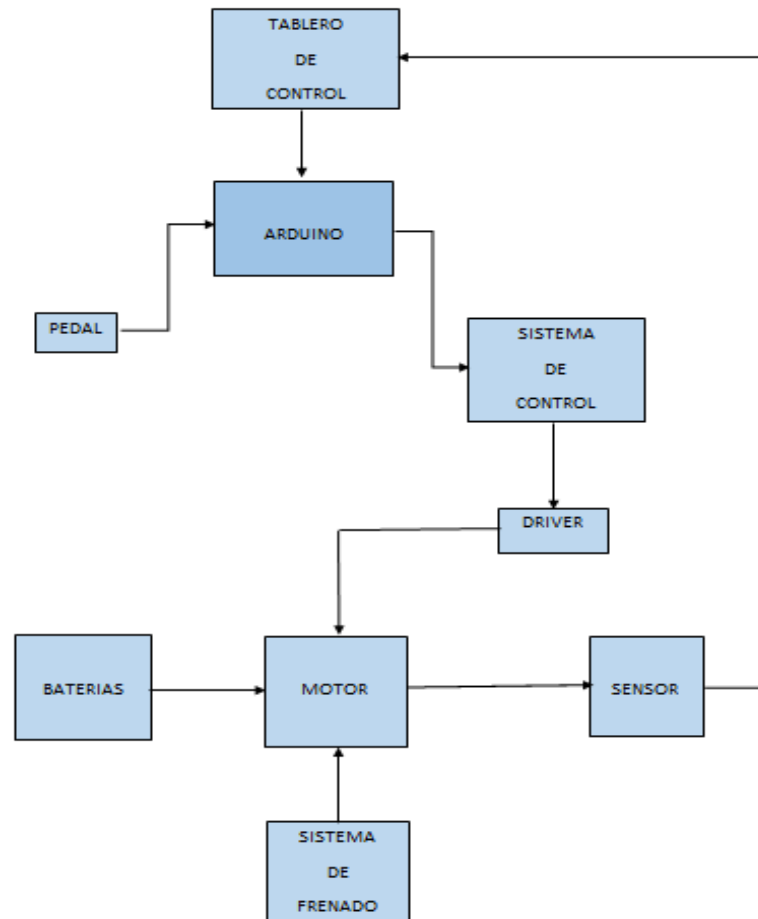 TABLERO
DE
CONTROL
ARDUINO
PEDAL
SISTEMA
DE
CONTROL
DRIVER
BATERIAS
MOTOR
SENSOR
SISTEMA
DE
FRENADO